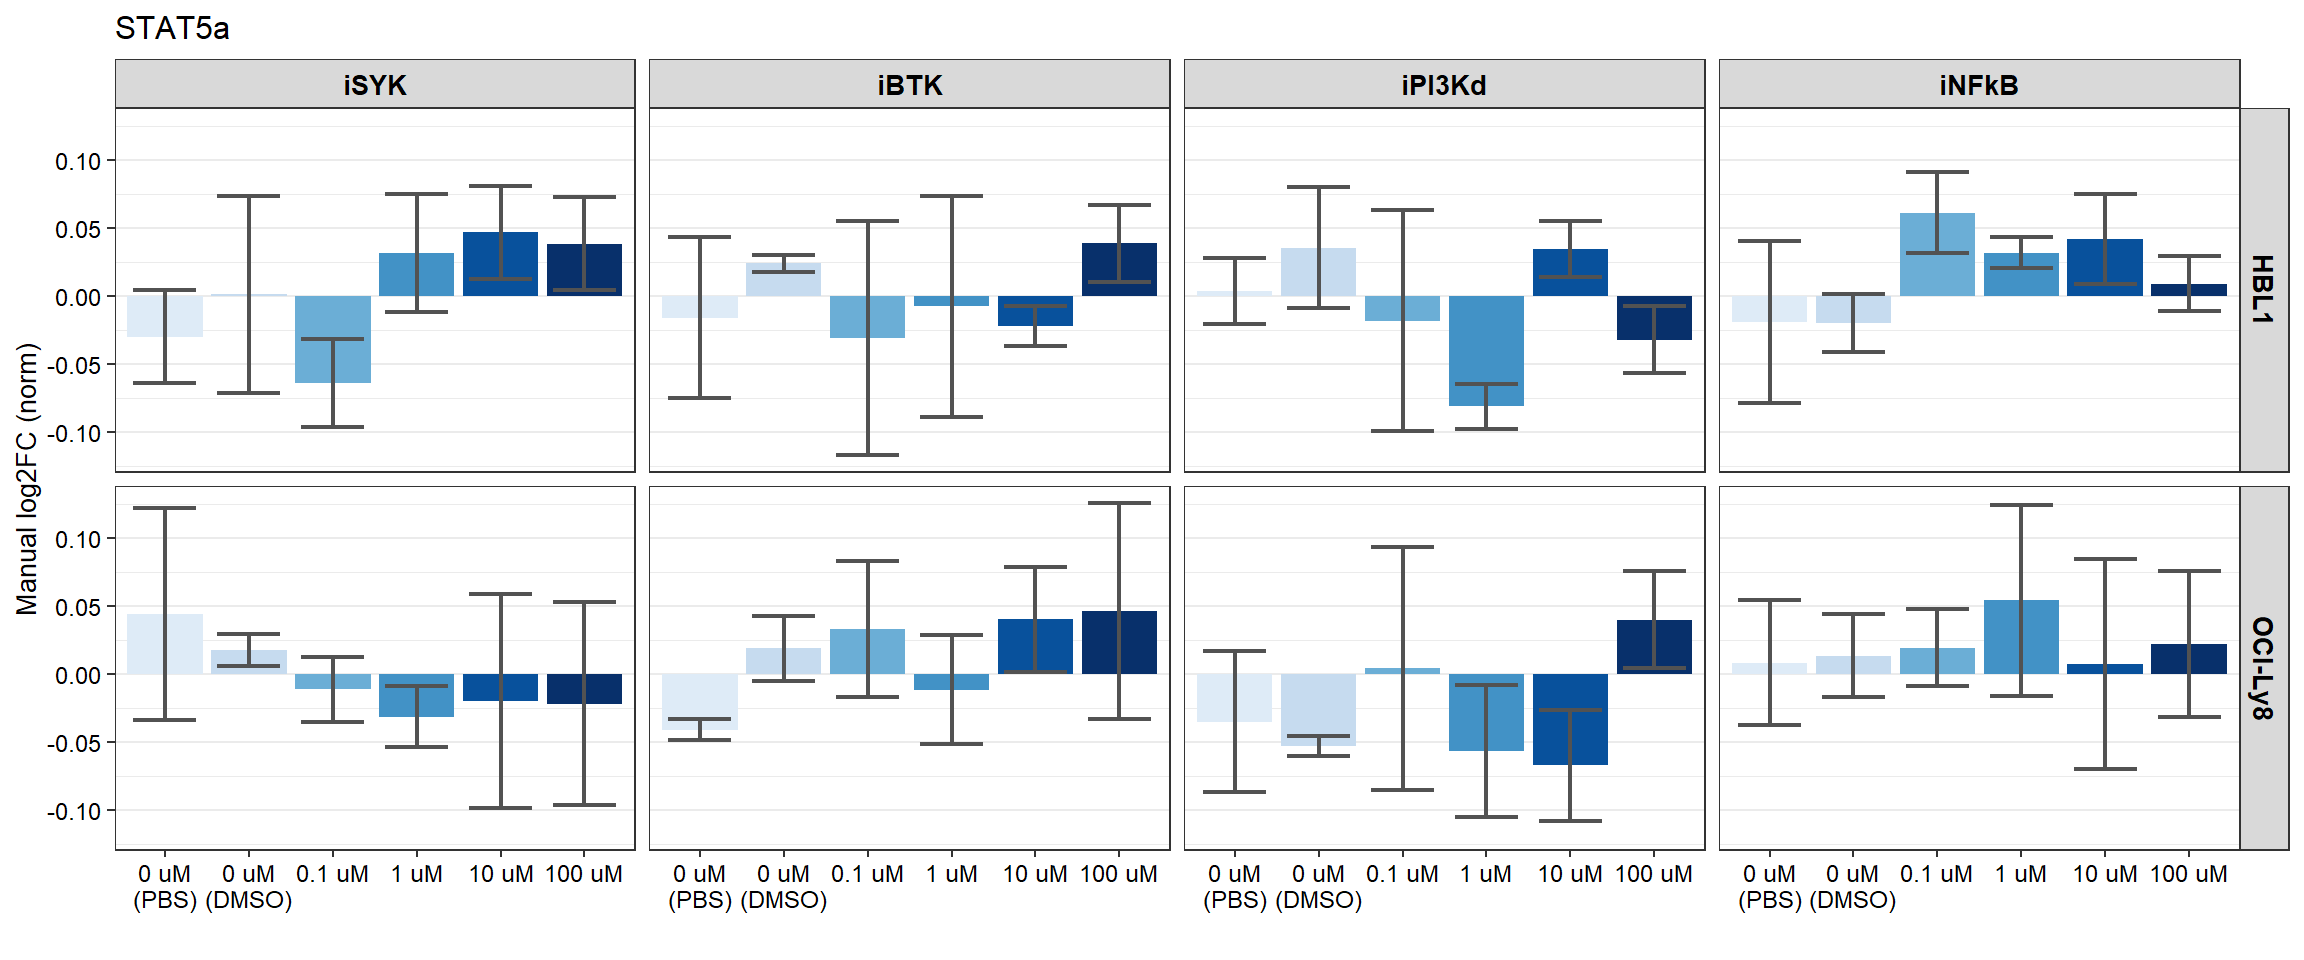 STAT5a
iSYK iBTK iPI3Kd iNFkB
Manual log2FC (norm)
0.10
0.05
0.00
-0.05
-0.10
HBL1
0.10
0.05
0.00
-0.05
-0.10
OCI-Ly8
0 uM 0 uM 0.1 uM 1 uM 10 uM 100 uM 0 uM 0 uM 0.1 uM 1 uM 10 uM 100 uM 0 uM 0 uM 0.1 uM 1 uM 10 uM 100 uM 0 uM 0 uM 0.1 uM 1 uM 10 uM 100 uM
(PBS) (DMSO) (PBS) (DMSO) (PBS) (DMSO) (PBS) (DMSO)